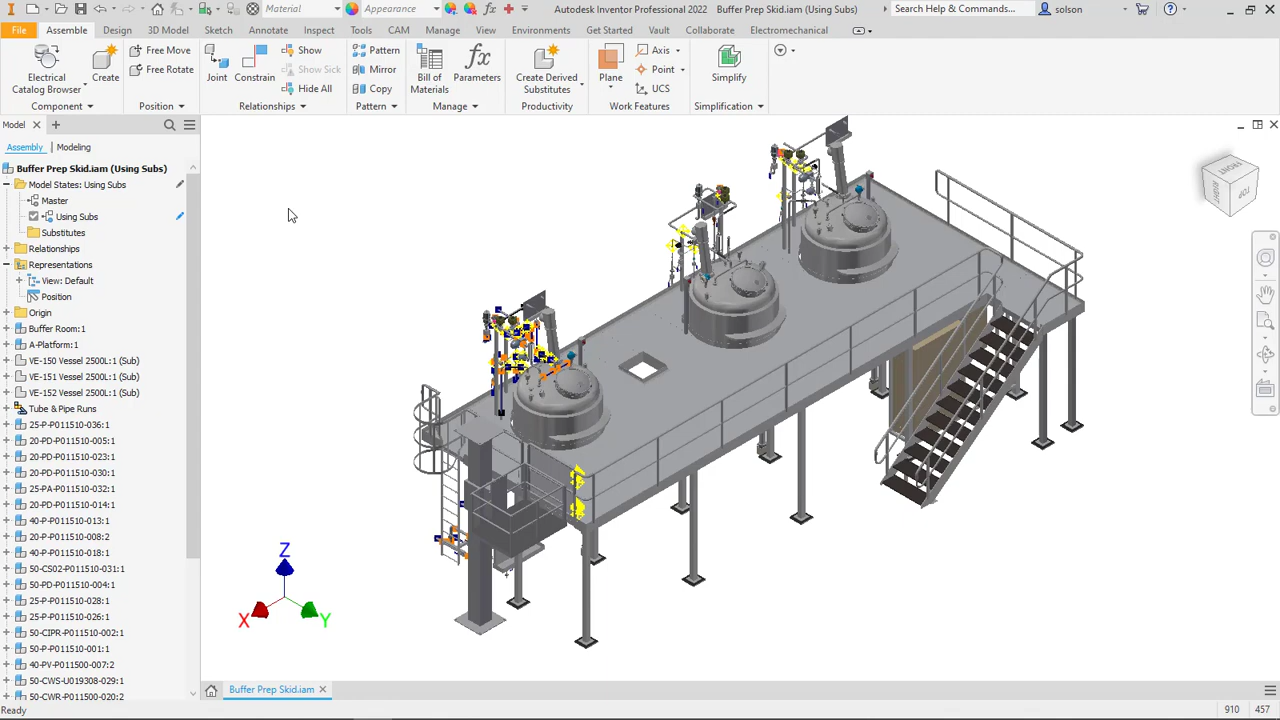 Material
Appearance
Autodesk Inventor Professional 2022 Buffer Prep Skid.iam (Using Subs)
Search Help & Commands...
solson
File
Assemble
Design
3D Model
Sketch
Annotate
Inspect
Tools
CAM
Manage
View
Environments
Get Started
Vault
Collaborate
Electromechanical
Electrical
Catalog Browser
Create
Free Move
Free Rotate
Joint
Constrain
Show
Show Sick
Hide All
Pattern
Mirror
Copy
Bill of
Materials
Parameters
Create Derived
Substitutes
Plane
Axis
Point
UCS
Simplify
Component
Position
Relationships
Pattern
Manage
Productivity
Work Features
Simplification
Model
Assembly
Modeling
Buffer Prep Skid.iam (Using Subs)
Model States: Using Subs
Master
Using Subs
Substitutes
Relationships
Representations
View: Default
Position
Origin
Buffer Room:1
A-Platform:1
VE-150 Vessel 2500L:1 (Sub)
VE-151 Vessel 2500L:1 (Sub)
VE-152 Vessel 2500L:1 (Sub)
Tube & Pipe Runs
25-P-P011510-036:1
20-PD-P011510-005:1
20-PD-P011510-023:1
20-PD-P011510-030:1
25-PA-P011510-032:1
20-PD-P011510-014:1
40-P-P011510-013:1
20-P-P011510-008:2
40-P-P011510-018:1
50-CS02-P011510-031:1
50-PD-P011510-004:1
25-P-P011510-028:1
25-P-P011510-026:1
50-CIPR-P011510-002:1
50-P-P011510-001:1
40-PV-P011500-007:2
50-CWS-U019308-029:1
50-CWR-P011500-020:2
Z
X
Y
Buffer Prep Skid.iam
Ready
910
457